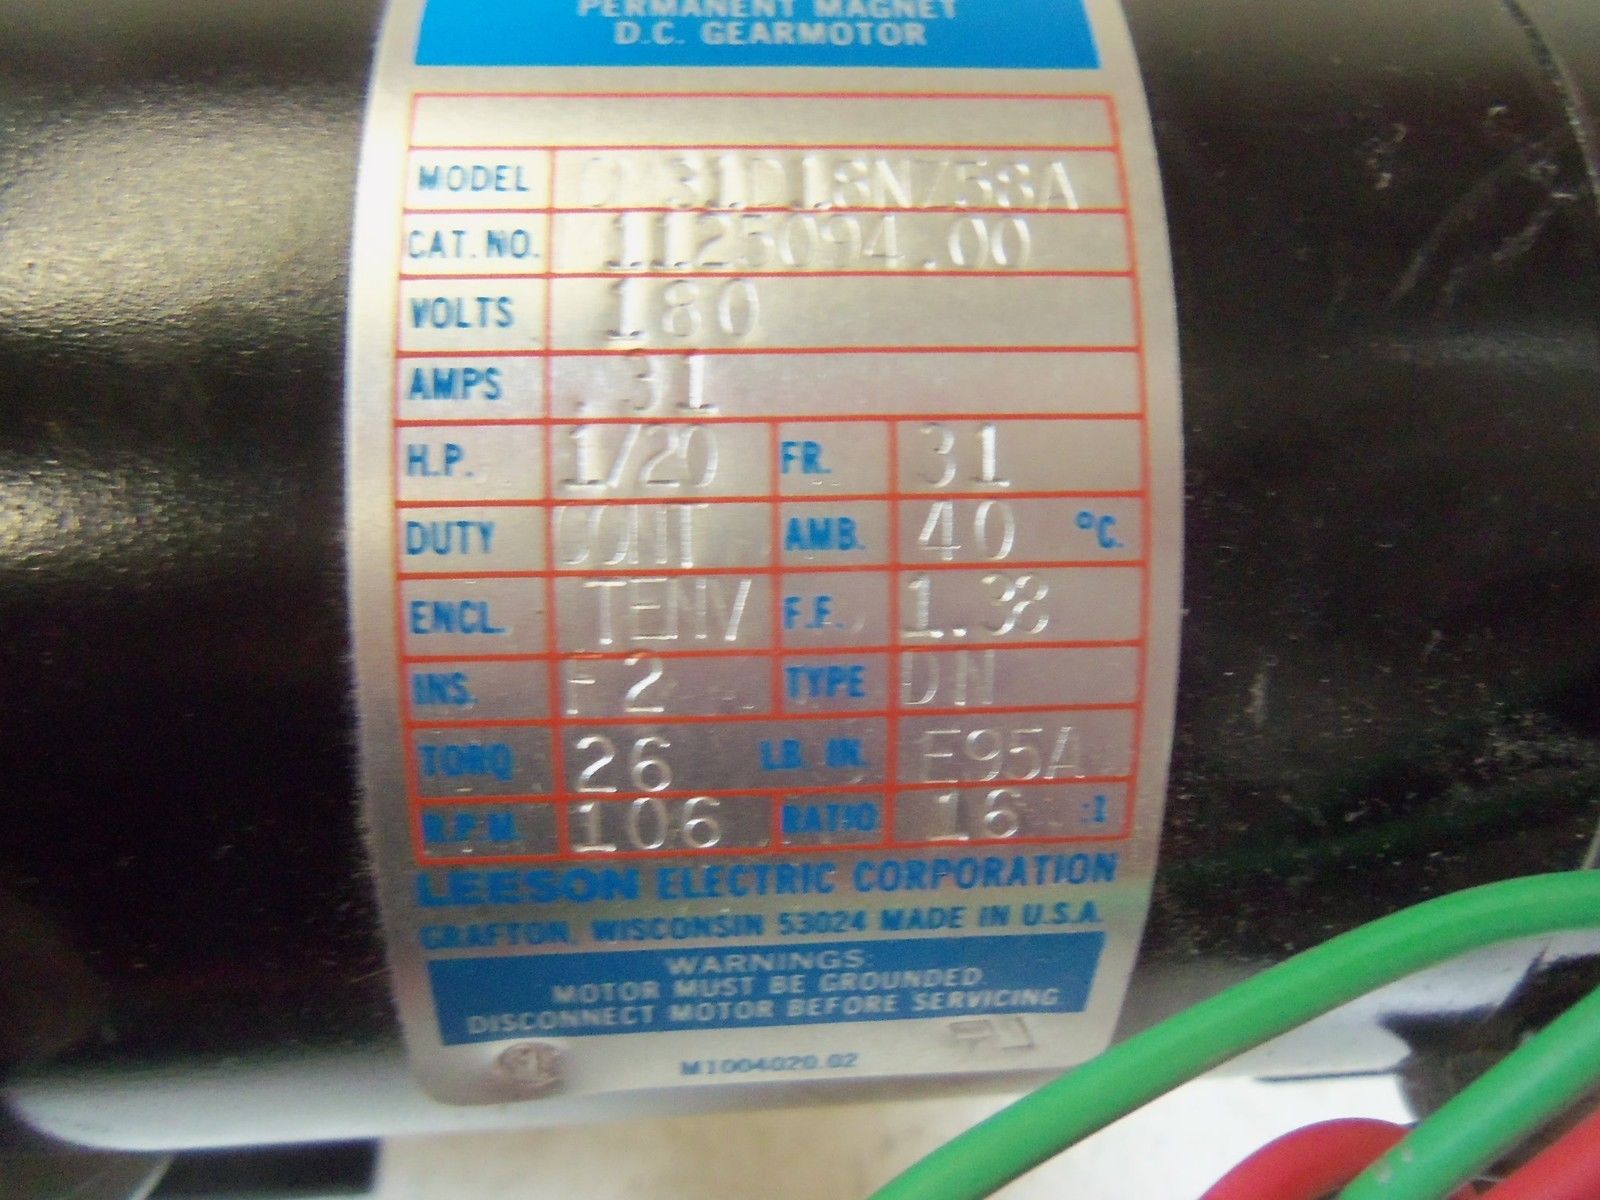 PERMANENT MAGNET
D.C. GEARMOTOR
MODEL 31D18NZ58A
CAT. NO. 1125094.00
VOLTS 180
AMPS .31
H.P. 1/20 FR. 31
DUTY CONT AMB. 40 °C.
ENCL. TENV F.F. 1.38
INS. F2 TYPE DN
TORQ 26 LB. IN. E95A
R.P.M. 106 RATIO 16 :1
LEESON ELECTRIC CORPORATION
GRAFTON, WISCONSIN 53024 MADE IN U.S.A.
WARNINGS:
MOTOR MUST BE GROUNDED.
DISCONNECT MOTOR BEFORE SERVICING
M1004020.02